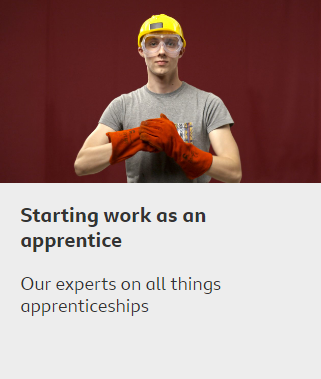 Starting work as an
apprentice
Our experts on all things
apprenticeships